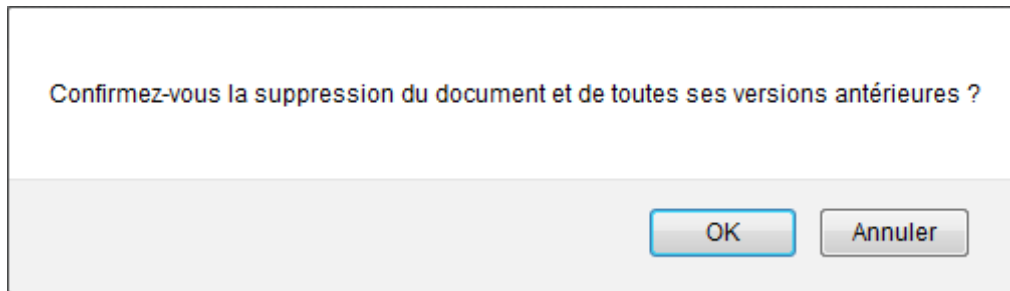 Confirmez-vous la suppression du document et de toutes ses versions antérieures ?
OK Annuler